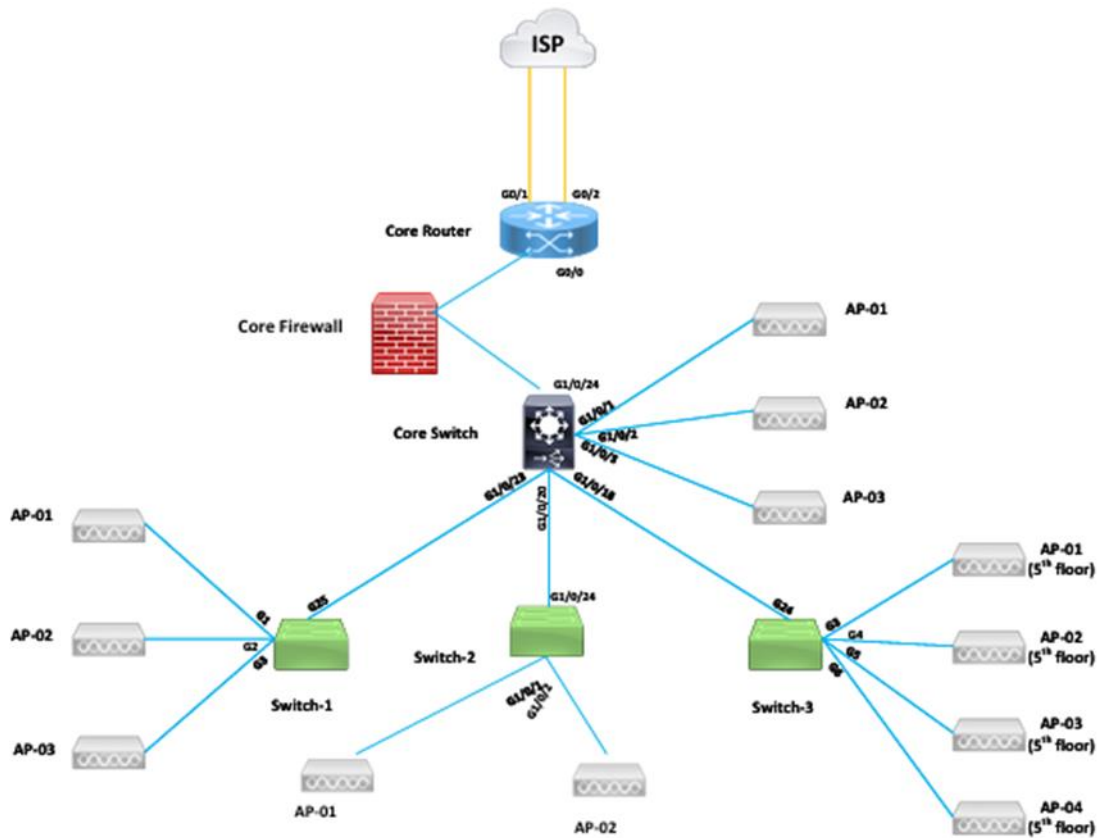 ISP
G0/1
G0/2
Core Router
G0/0
Core Firewall
AP-01
G1/0/24
G1/0/1
Core Switch
G1/0/2
AP-02
G1/0/3
G1/0/23
G1/0/20
G1/0/18
AP-03
AP-01
AP-01
(5th floor)
G25
G1/0/24
G24
G1
G3
AP-02
G2
G4
AP-02
(5th floor)
G3
G5
Switch-2
G6
Switch-1
G1/0/1
G1/0/1
Switch-3
AP-03
AP-03
(5th floor)
AP-01
AP-02
AP-04
(5th floor)